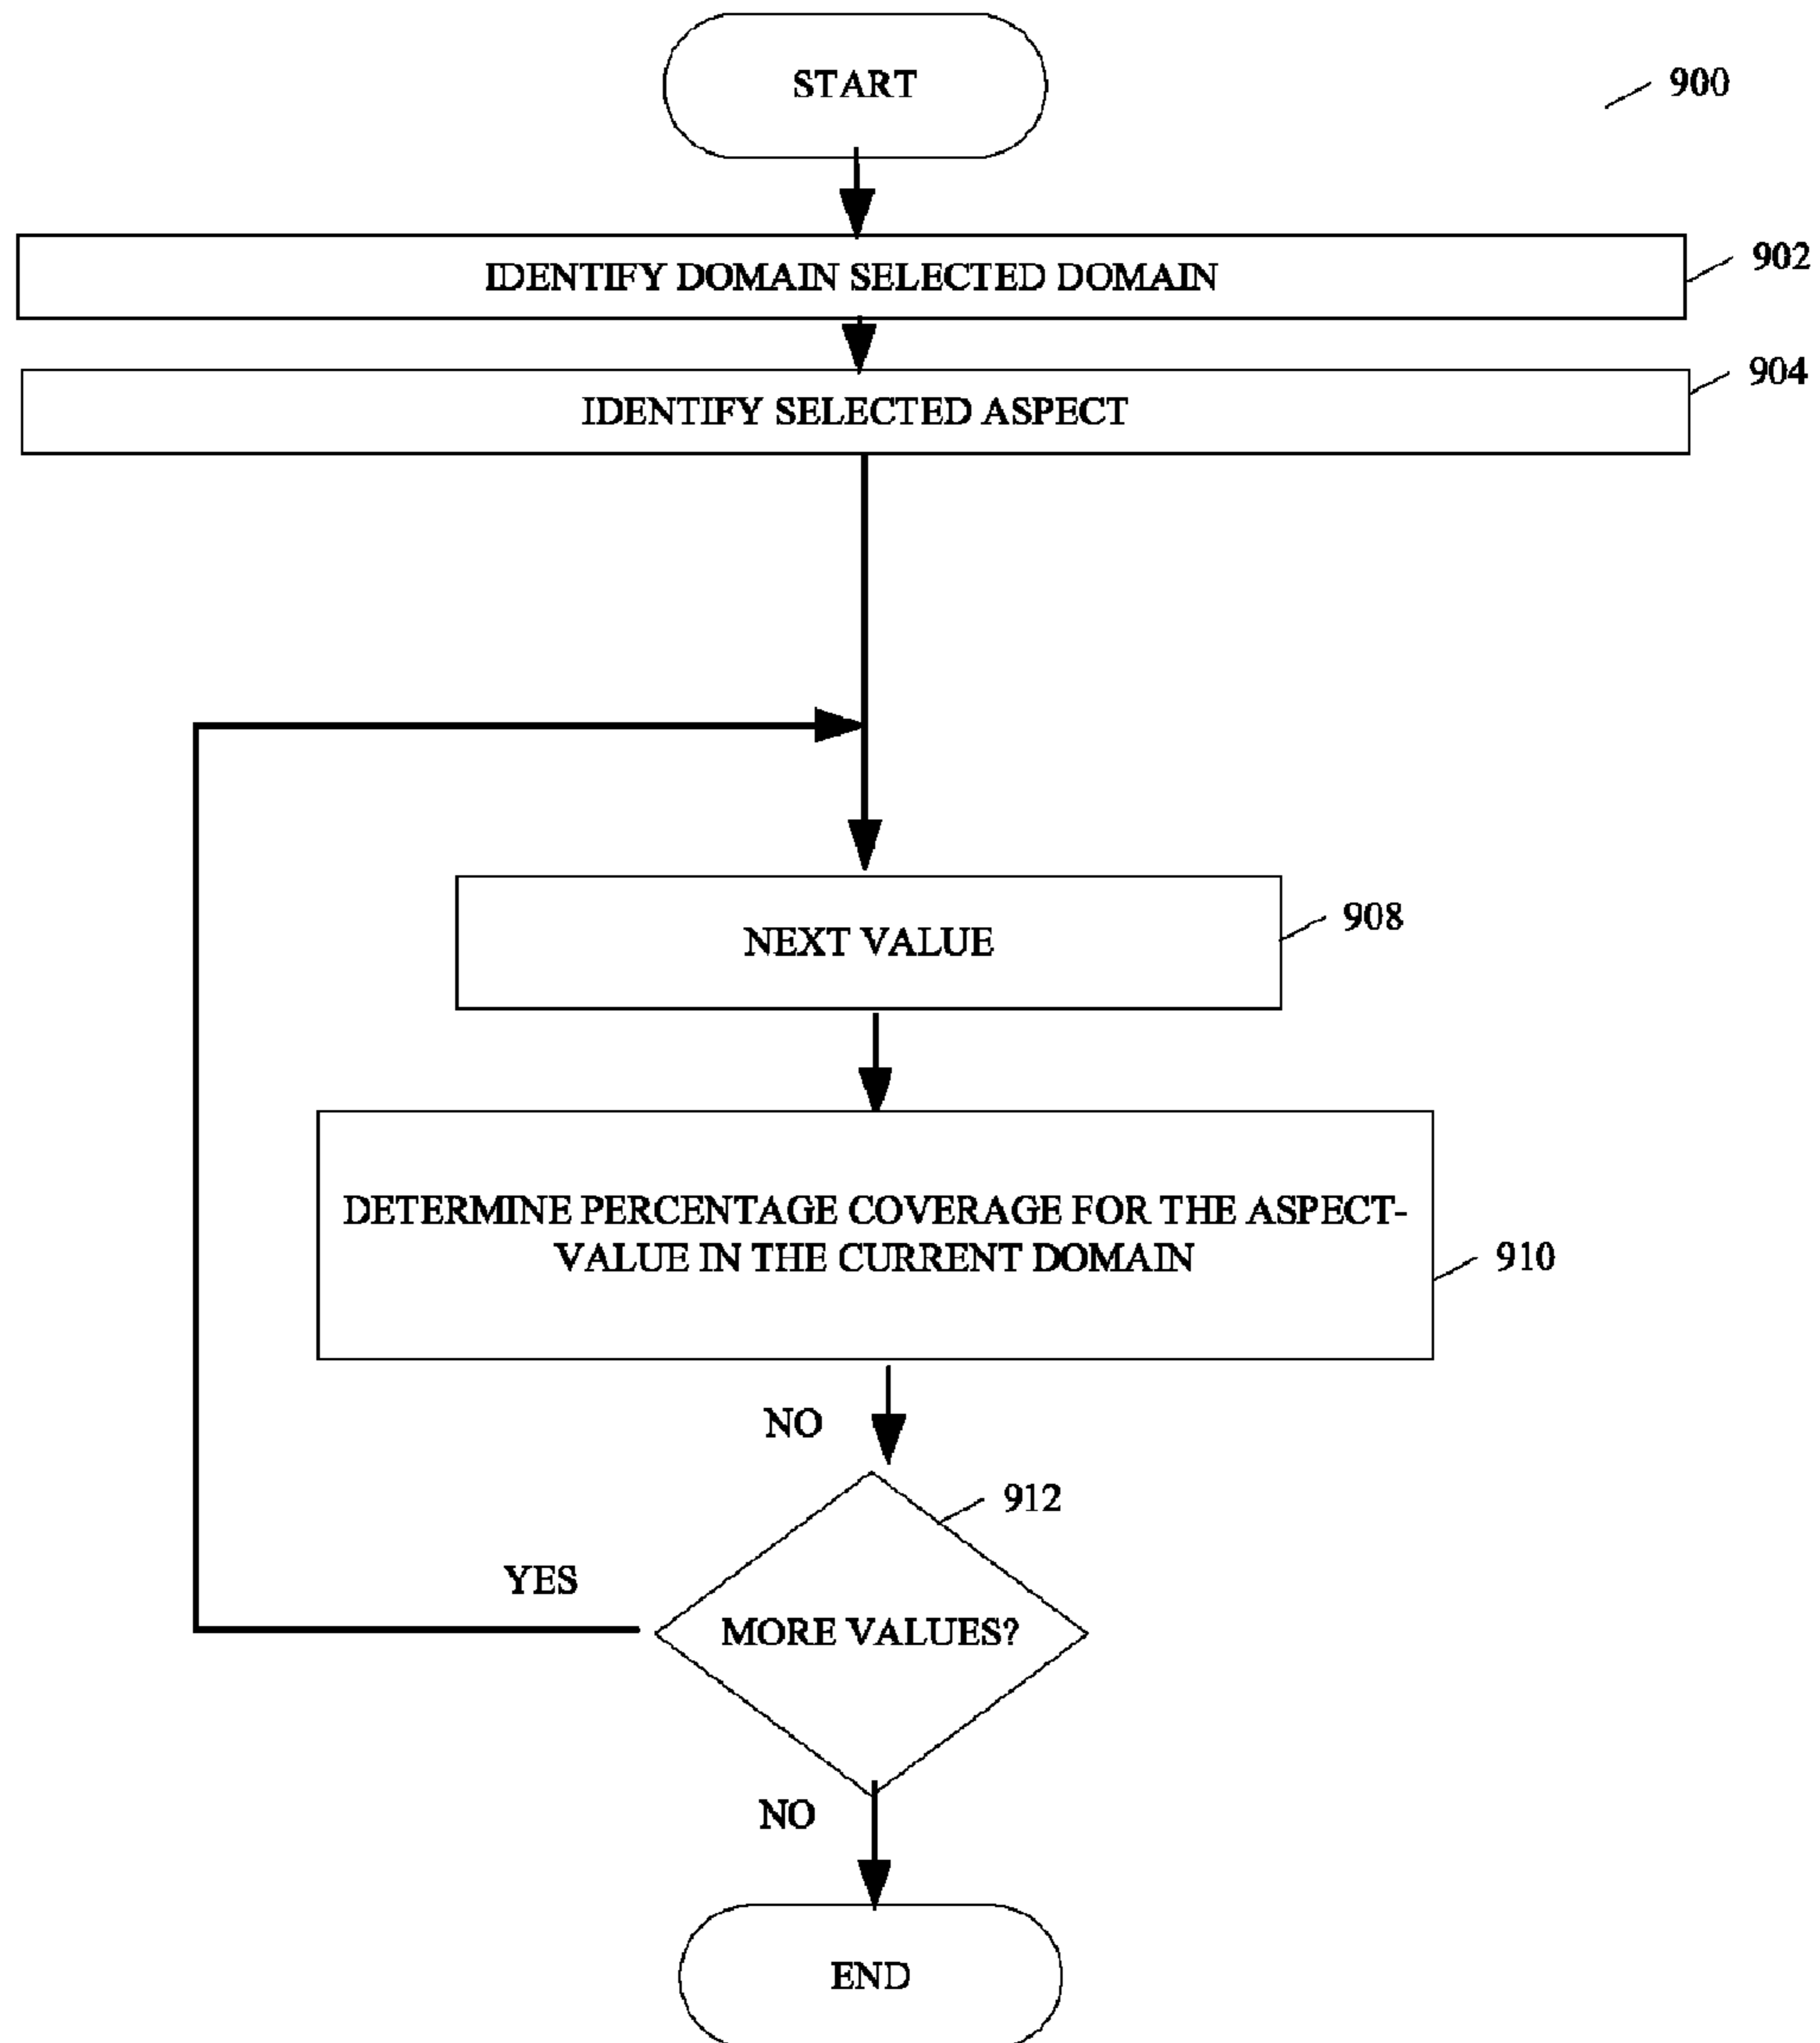 START
900
IDENTIFY DOMAIN SELECTED DOMAIN
902
IDENTIFY SELECTED ASPECT
904
NEXT VALUE
908
DETERMINE PERCENTAGE COVERAGE FOR THE ASPECT-
VALUE IN THE CURRENT DOMAIN
910
NO
912
YES
MORE VALUES?
NO
END